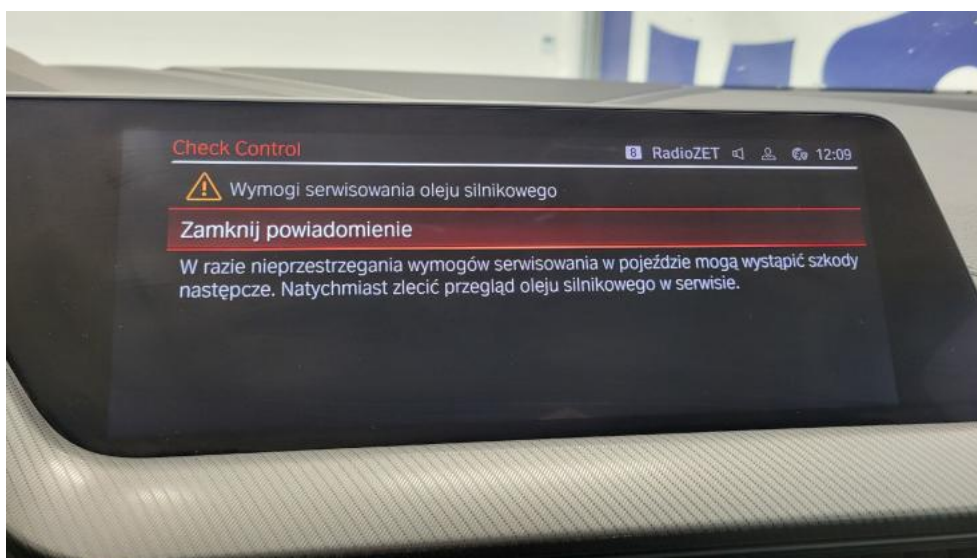 Check Control
8 RadioZET 12:09
Wymogi serwisowania oleju silnikowego
Zamknij powiadomienie
W razie nieprzestrzegania wymogów serwisowania w pojeździe mogą wystąpić szkody
następcze. Natychmiast zlecić przegląd oleju silnikowego w serwisie.